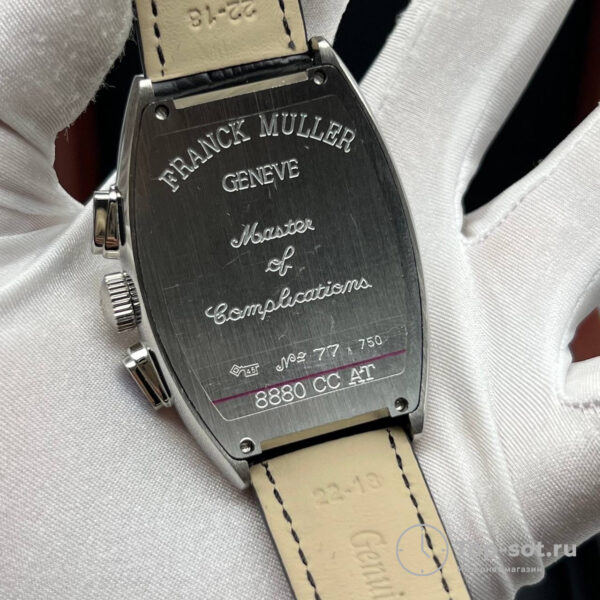 22-18
FRANCK MULLER
GENEVE
Master
of
Complications
Nº 77 750
8880 CC AT
22-18
Genui
-sot.ru
магазин